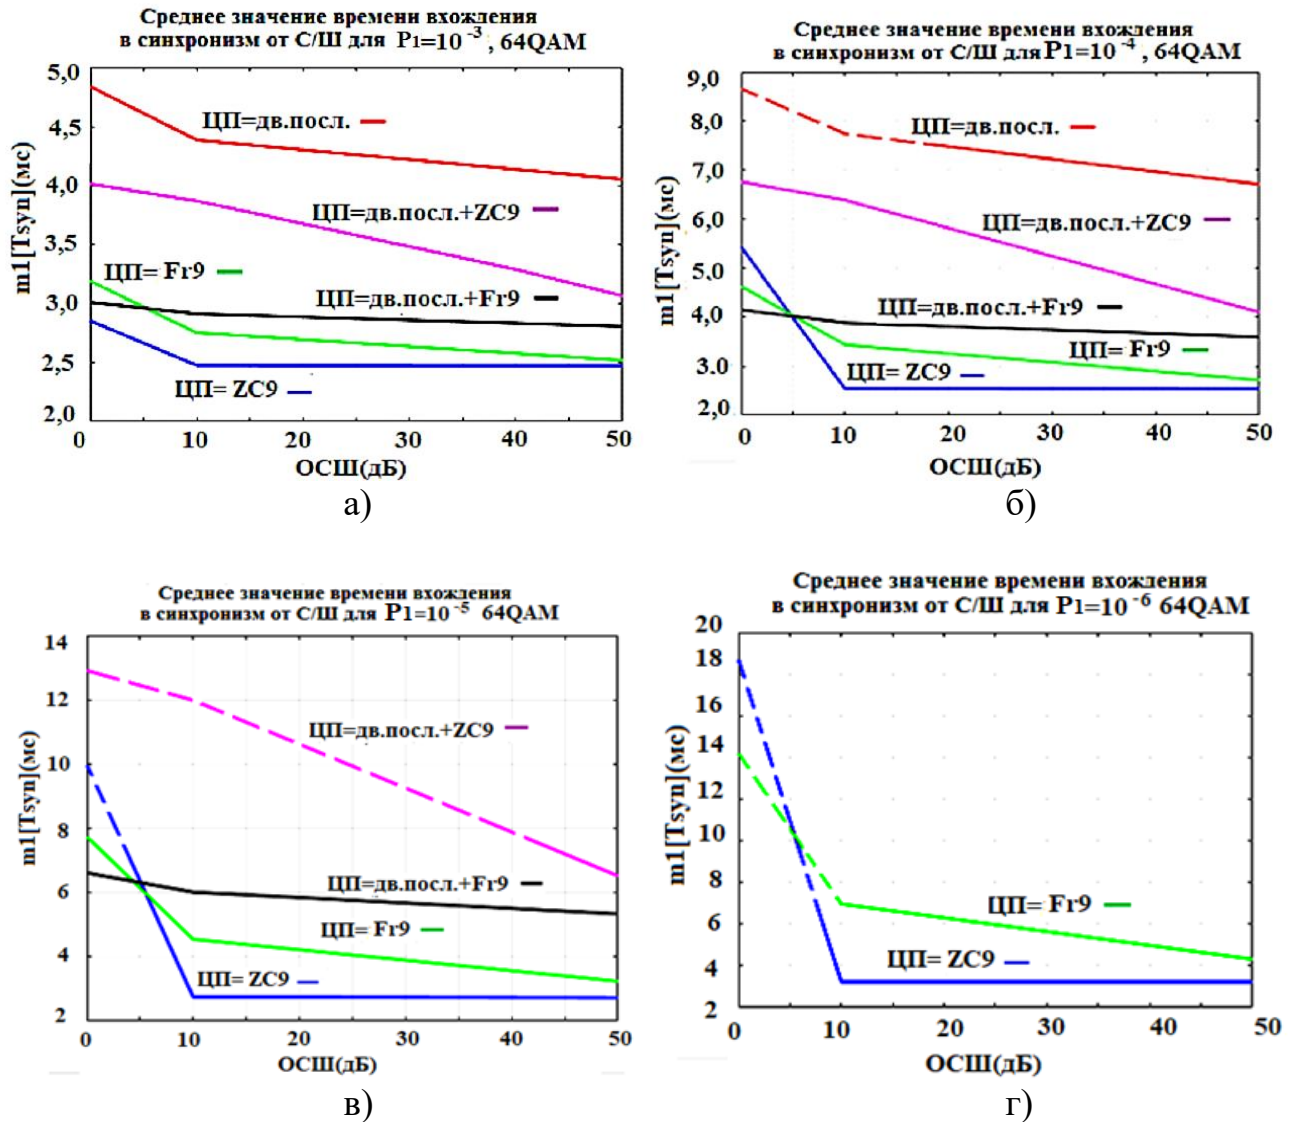 Среднее значение времени вхождения
в синхронизм от С/Ш для P1=10 -3 , 64QAM
5,0
4,5
4,0
3,5
3,0
2,5
2,0
m1[Tsyn](мс)
ЦП=дв.посл.
ЦП=дв.посл.+ZC9
ЦП= Fr9
ЦП=дв.посл.+Fr9
ЦП= ZC9
0 10 20 30 40 50
ОСШ(дБ)
а)
Среднее значение времени вхождения
в синхронизм от С/Ш для P1=10 -4 , 64QAM
9,0
8,0
7,0
6,0
5,0
4,0
3.0
2,0
m1[Tsyn](мс)
ЦП=дв.посл.
ЦП=дв.посл.+ZC9
ЦП=дв.посл.+Fr9
ЦП= Fr9
ЦП= ZC9
0 10 20 30 40 50
ОСШ(дБ)
б)
Среднее значение времени вхождения
в синхронизм от С/Ш для P1=10 -5 64QAM
14
12
10
8
6
4
2
m1[Tsyn](мс)
ЦП=дв.посл.+ZC9
ЦП=дв.посл.+Fr9
ЦП= Fr9
ЦП= ZC9
0 10 20 30 40 50
ОСШ(дБ)
в)
Среднее значение времени вхождения
в синхронизм от С/Ш для P1=10 -6 64QAM
20
18
16
14
12
10
8
6
4
2
m1[Tsyn](мс)
ЦП= Fr9
ЦП= ZC9
0 10 20 30 40 50
ОСШ(дБ)
г)